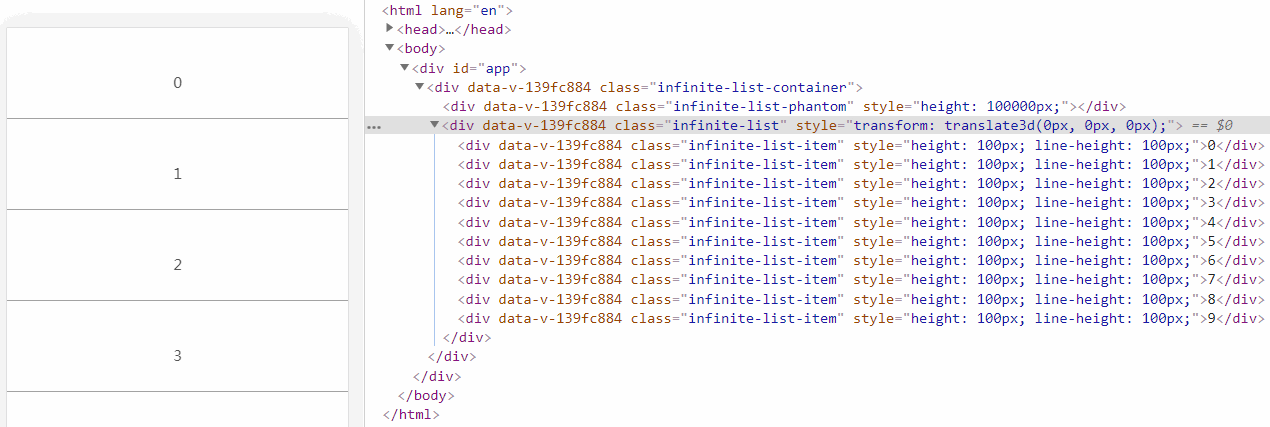 0
1
2
3
<html lang="en">
<head>…</head>
<body>
<div id="app">
<div data-v-139fc884 class="infinite-list-container">
<div data-v-139fc884 class="infinite-list-phantom" style="height: 100000px;"></div>
… <div data-v-139fc884 class="infinite-list" style="transform: translate3d(0px, 0px, 0px);"> == $0
<div data-v-139fc884 class="infinite-list-item" style="height: 100px; line-height: 100px;">0</div>
<div data-v-139fc884 class="infinite-list-item" style="height: 100px; line-height: 100px;">1</div>
<div data-v-139fc884 class="infinite-list-item" style="height: 100px; line-height: 100px;">2</div>
<div data-v-139fc884 class="infinite-list-item" style="height: 100px; line-height: 100px;">3</div>
<div data-v-139fc884 class="infinite-list-item" style="height: 100px; line-height: 100px;">4</div>
<div data-v-139fc884 class="infinite-list-item" style="height: 100px; line-height: 100px;">5</div>
<div data-v-139fc884 class="infinite-list-item" style="height: 100px; line-height: 100px;">6</div>
<div data-v-139fc884 class="infinite-list-item" style="height: 100px; line-height: 100px;">7</div>
<div data-v-139fc884 class="infinite-list-item" style="height: 100px; line-height: 100px;">8</div>
<div data-v-139fc884 class="infinite-list-item" style="height: 100px; line-height: 100px;">9</div>
</div>
</div>
</div>
</body>
</html>